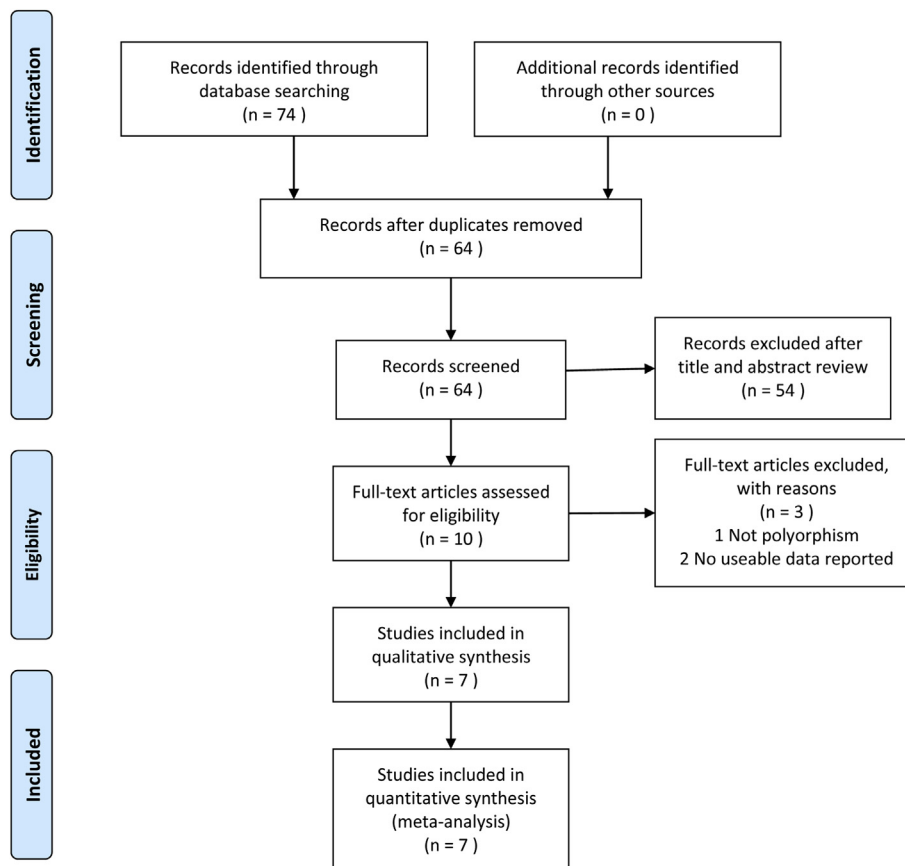 Identification
Records identified through
database searching
(n = 74 )
Additional records identified
through other sources
(n = 0 )
Records after duplicates removed
(n = 64 )
Screening
Records screened
(n = 64 )
Records excluded after
title and abstract review
(n = 54 )
Eligibility
Full-text articles assessed
for eligibility
(n = 10 )
Full-text articles excluded,
with reasons
(n = 3 )
1 Not polyorphism
2 No useable data reported
Studies included in
qualitative synthesis
(n = 7 )
Included
Studies included in
quantitative synthesis
(meta-analysis)
(n = 7 )